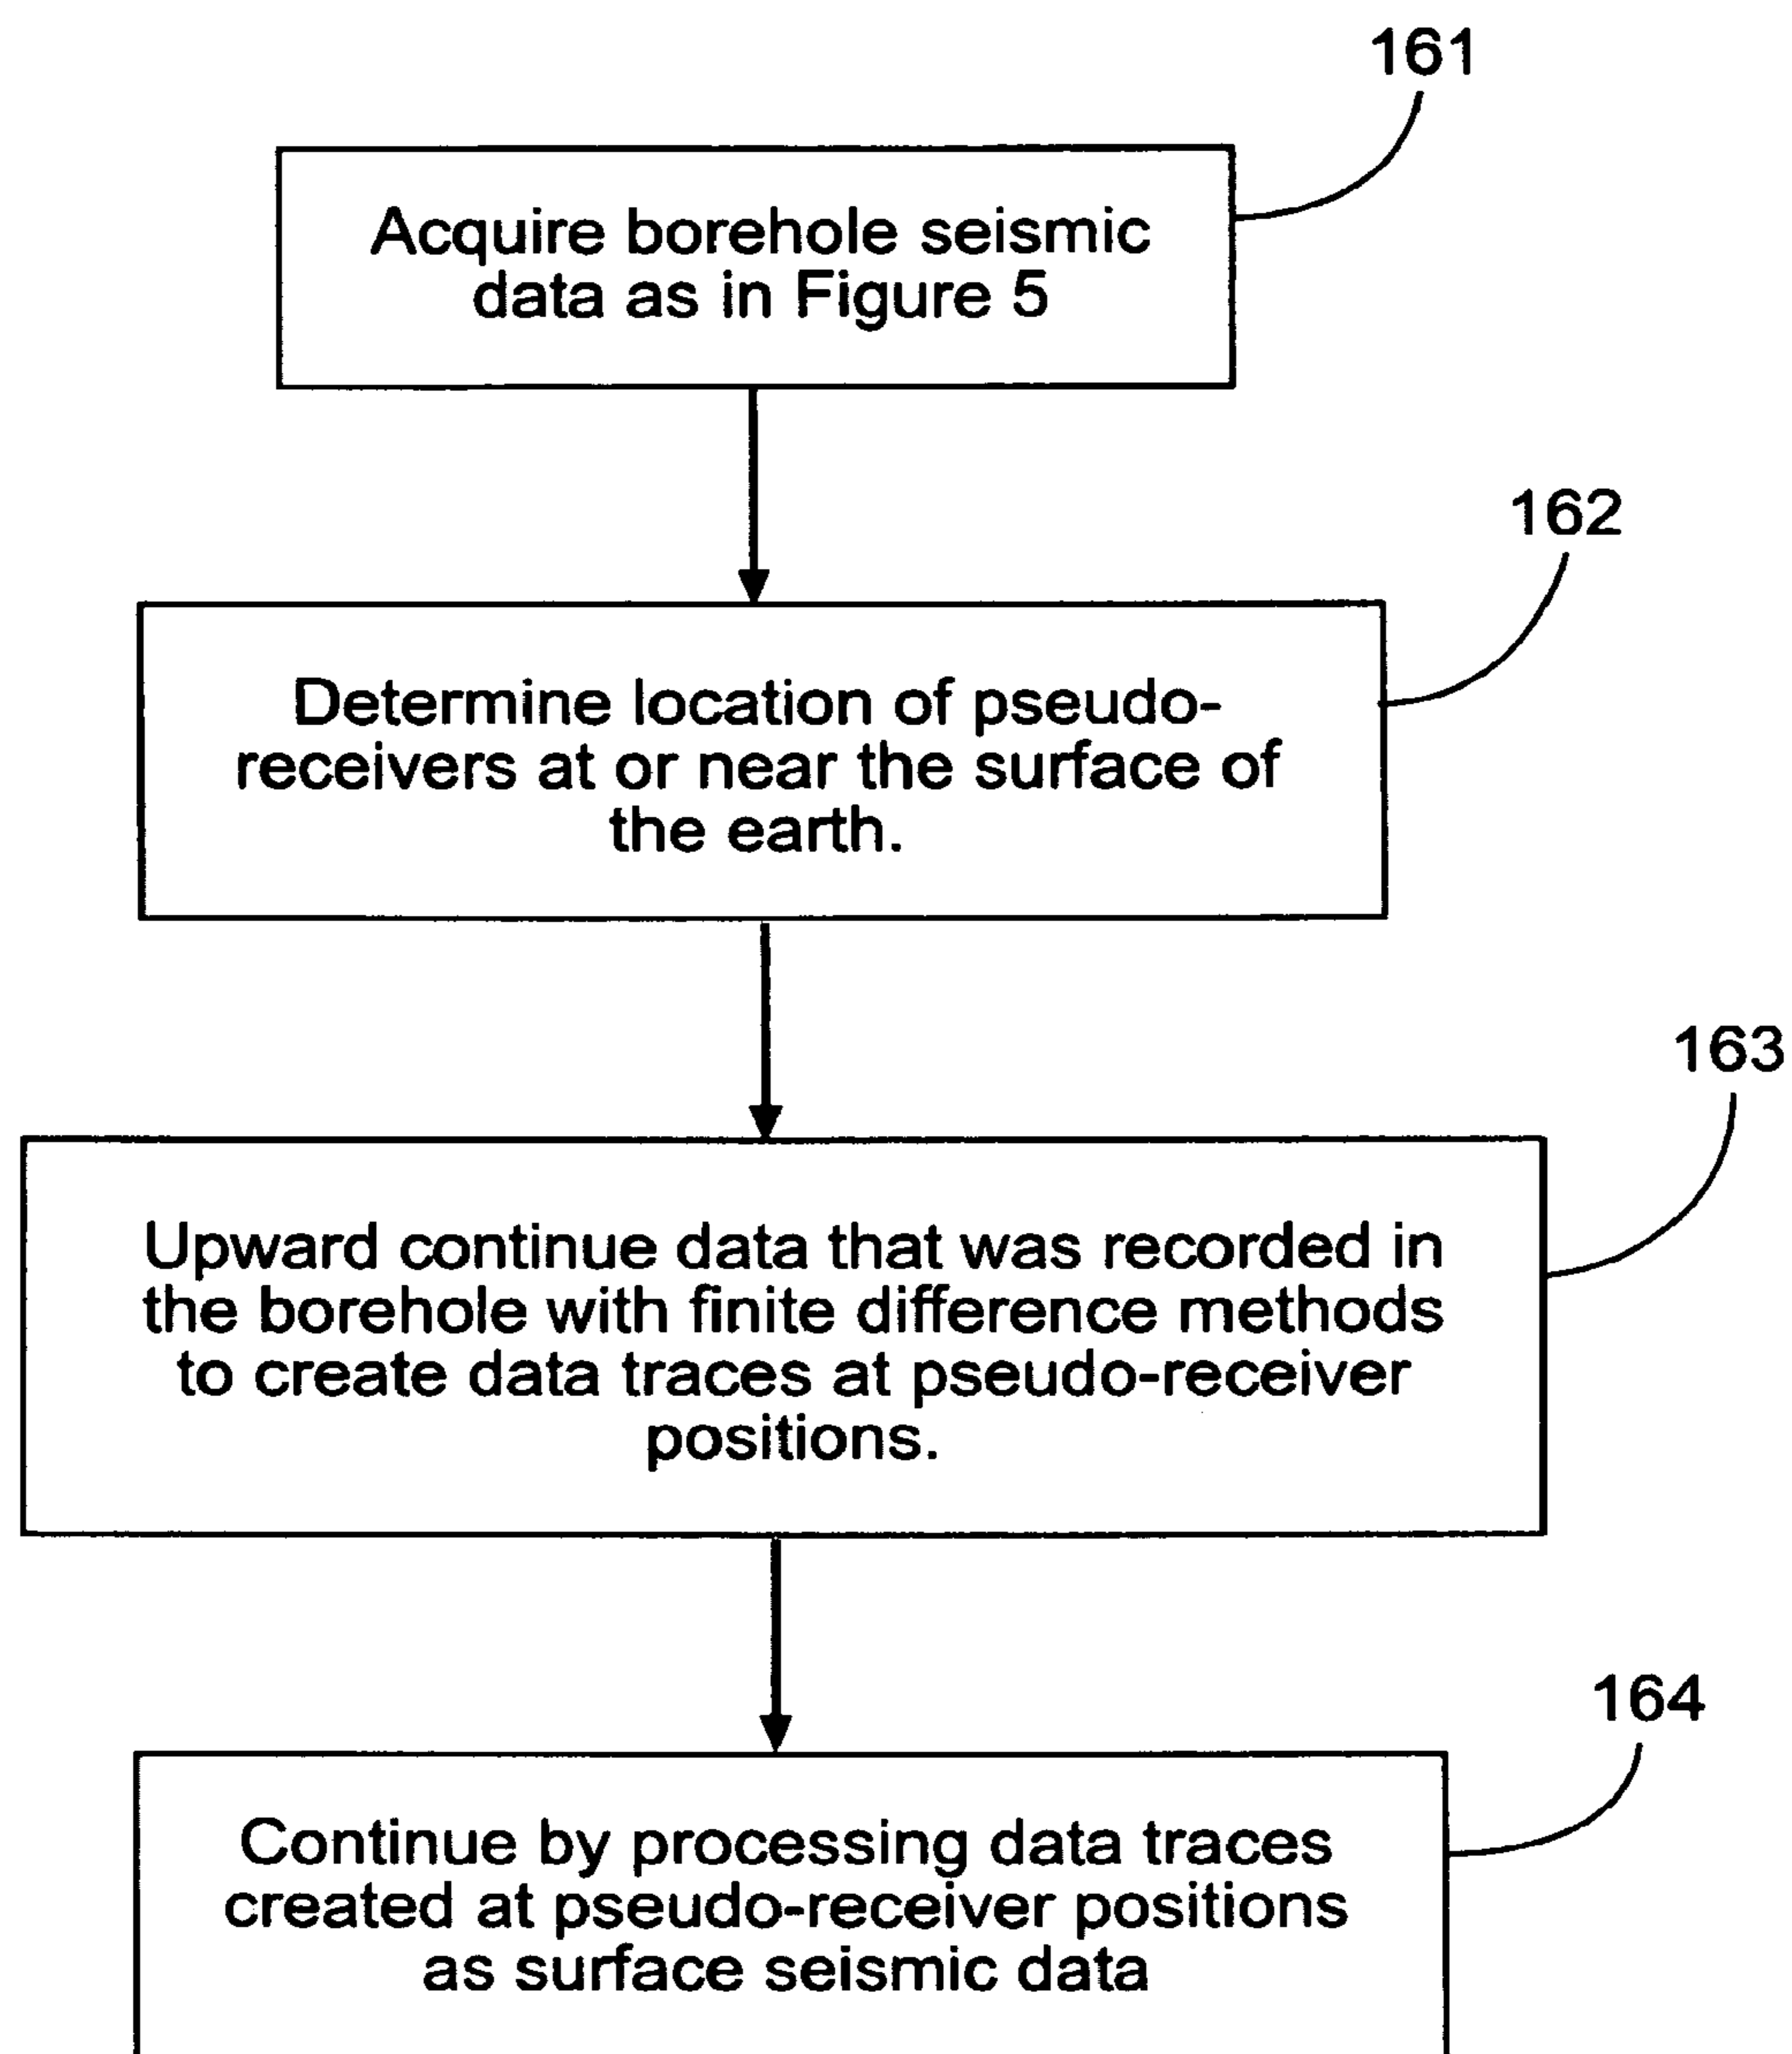 161
Acquire borehole seismic
data as in Figure 5
162
Determine location of pseudo-
receivers at or near the surface of
the earth.
163
Upward continue data that was recorded in
the borehole with finite difference methods
to create data traces at pseudo-receiver
positions.
164
Continue by processing data traces
created at pseudo-receiver positions
as surface seismic data